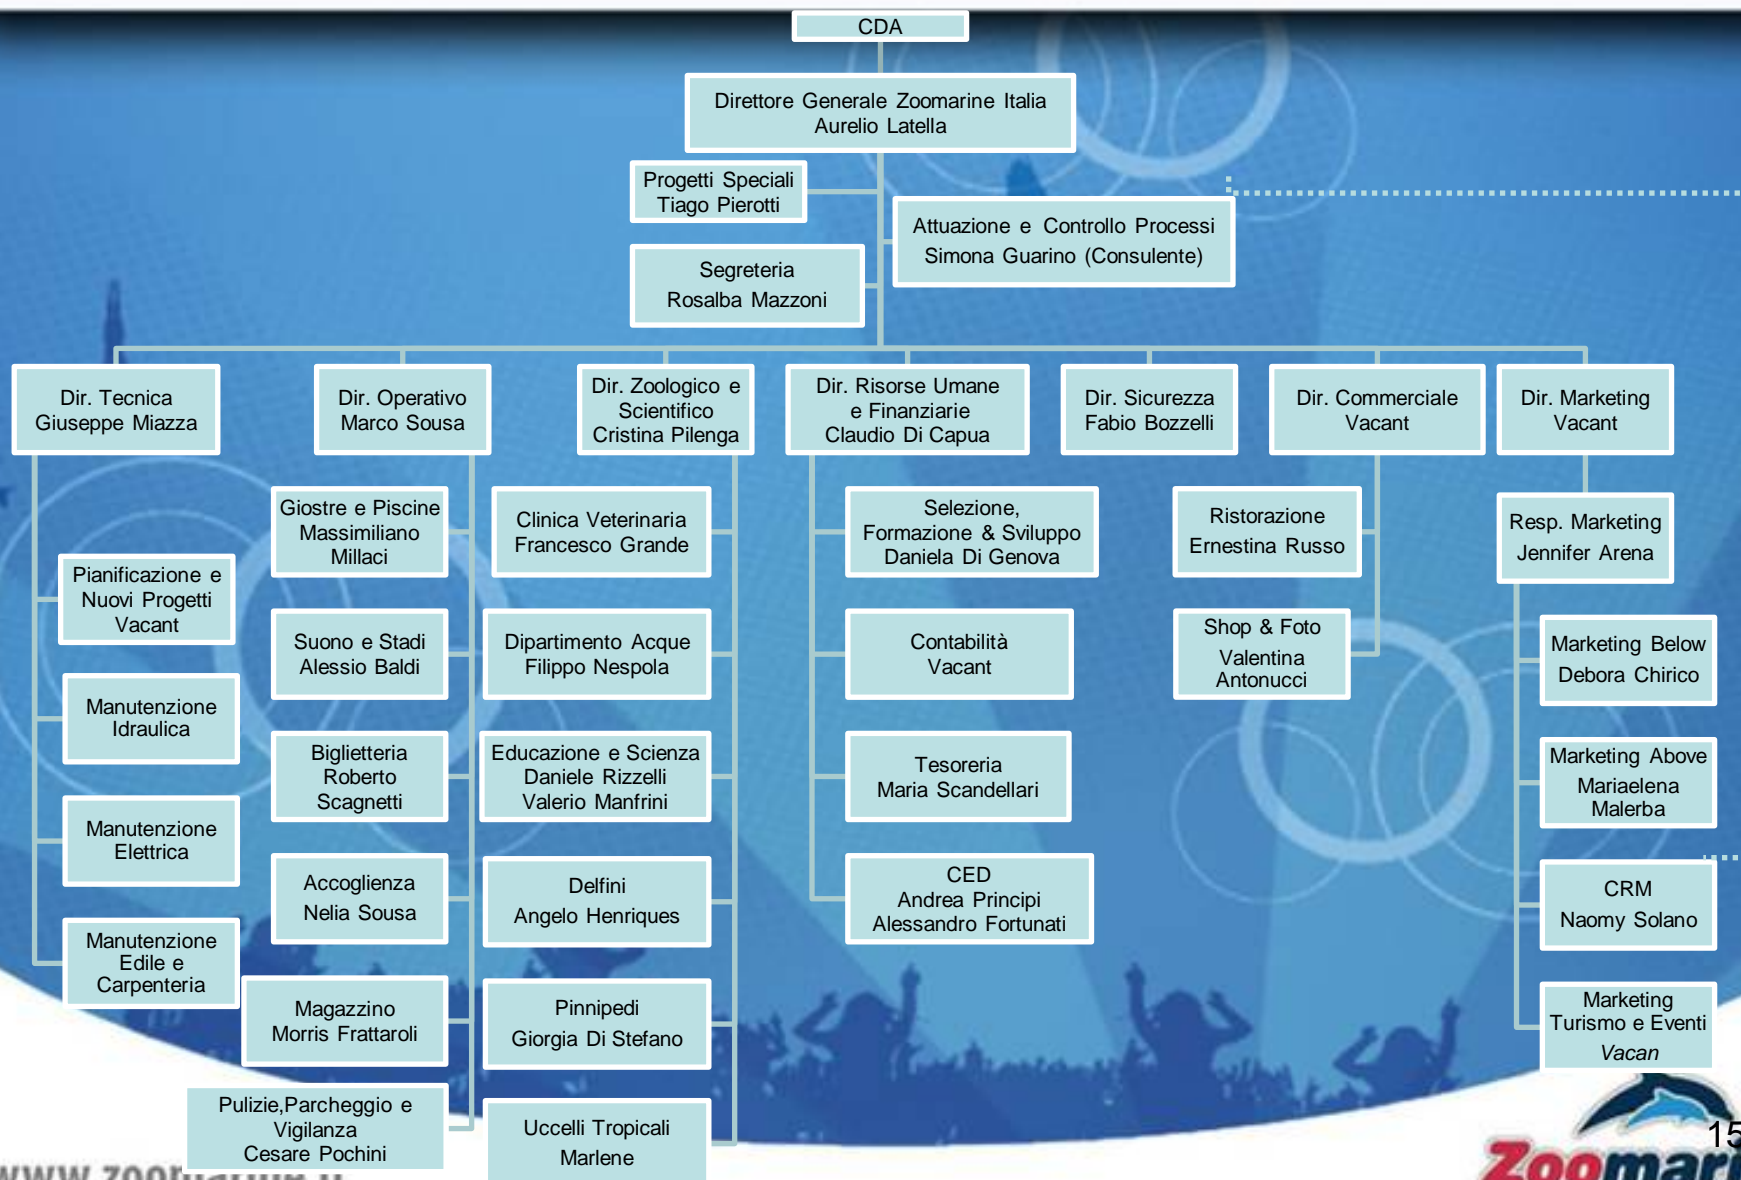 CDA
Direttore Generale Zoomarine Italia
Aurelio Latella
Progetti Speciali
Tiago Pierotti
Attuazione e Controllo Processi
Simona Guarino (Consulente)
Segreteria
Rosalba Mazzoni
Dir. Tecnica
Giuseppe Miazza
Dir. Operativo
Marco Sousa
Dir. Zoologico e
Scientifico
Cristina Pilenga
Dir. Risorse Umane
e Finanziarie
Claudio Di Capua
Dir. Sicurezza
Fabio Bozzelli
Dir. Commerciale
Vacant
Dir. Marketing
Vacant
Pianificazione e
Nuovi Progetti
Vacant
Manutenzione
Idraulica
Manutenzione
Elettrica
Manutenzione
Edile e
Carpenteria
Giostre e Piscine
Massimiliano
Millaci
Suono e Stadi
Alessio Baldi
Biglietteria
Roberto
Scagnetti
Accoglienza
Nelia Sousa
Magazzino
Morris Frattaroli
Pulizie,Parcheggio e
Vigilanza
Cesare Pochini
Clinica Veterinaria
Francesco Grande
Dipartimento Acque
Filippo Nespola
Educazione e Scienza
Daniele Rizzelli
Valerio Manfrini
Delfini
Angelo Henriques
Pinnipedi
Giorgia Di Stefano
Uccelli Tropicali
Marlene
Selezione,
Formazione & Sviluppo
Daniela Di Genova
Contabilità
Vacant
Tesoreria
Maria Scandellari
CED
Andrea Principi
Alessandro Fortunati
Ristorazione
Ernestina Russo
Shop & Foto
Valentina
Antonucci
Resp. Marketing
Jennifer Arena
Marketing Below
Debora Chirico
Marketing Above
Mariaelena
Malerba
CRM
Naomy Solano
Marketing
Turismo e Eventi
Vacan
15
Zoomari